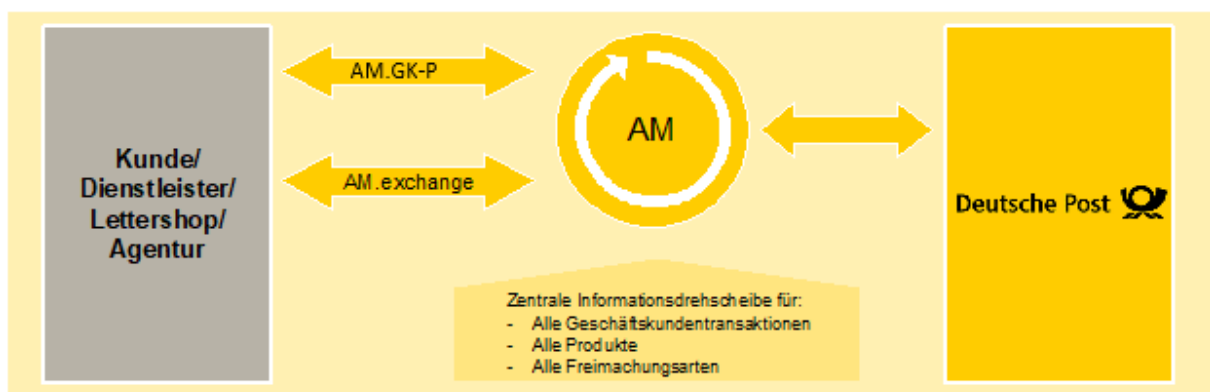 Kunde/
Dienstleister/
Lettershop/
Agentur
AM.GK-P
AM.exchange
AM
Deutsche Post
Zentrale Informationsdrehscheibe für:
- Alle Geschäftskundentransaktionen
- Alle Produkte
- Alle Freimachungsarten